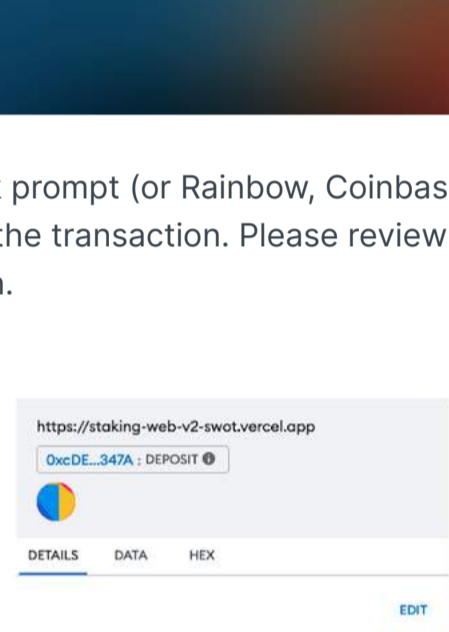 prompt (or Rainbow, Coinbas
the transaction. Please review
https://staking-web-v2-swot.vercel.app
0xcDE...347A : DEPOSIT
DETAILS DATA HEX
EDIT